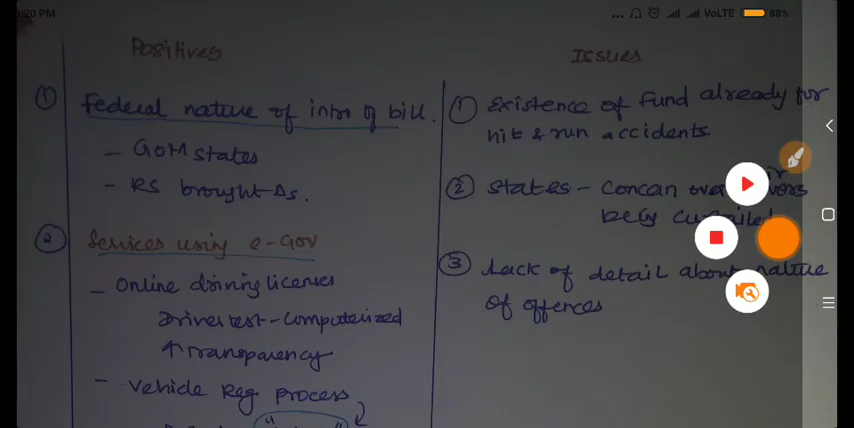 :20 PM
... VoLTE 88%
Positives
① Federal nature of intro of bill.
- GOM states
- RS brought Δs.
② Services using e-Gov
- Online driving licenses
Driver test - computerized
↑ Transparency
- Vehicle Reg process
Issues
① Existence of Fund already for
hit & run accidents.
② States - Concern over
being curtailed
③ Lack of detail about nature
of offences